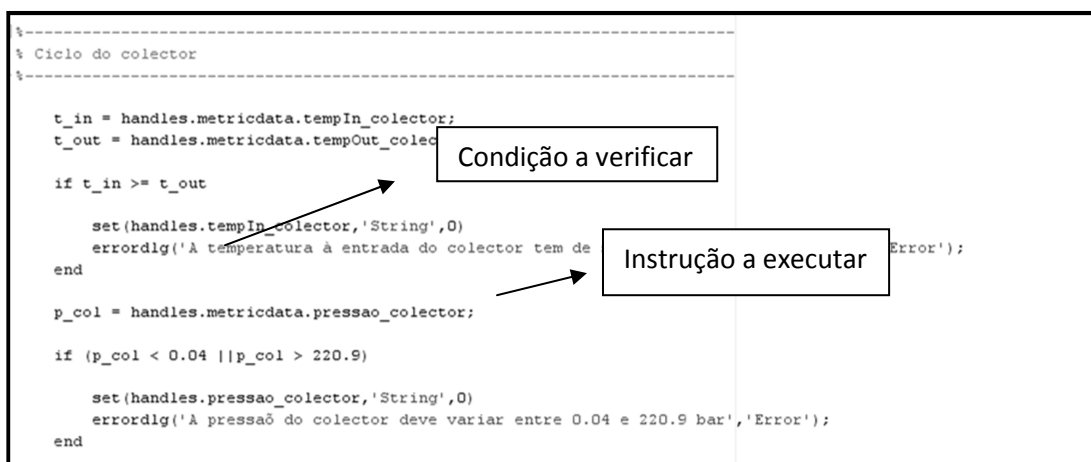 %--------------------------------------------------------------------------
% Ciclo do colector
%--------------------------------------------------------------------------
t_in = handles.metricdata.tempIn_colector;
t_out = handles.metricdata.tempOut_colec
Condição a verificar
if t_in >= t_out
set(handles.tempIn_colector,'String',0)
errordlg('A temperatura à entrada do colector tem de Error');
Instrução a executar
end
p_col = handles.metricdata.pressao_colector;
if (p_col < 0.04 ||p_col > 220.9)
set(handles.pressao_colector,'String',0)
errordlg('A pressaõ do colector deve variar entre 0.04 e 220.9 bar','Error');
end